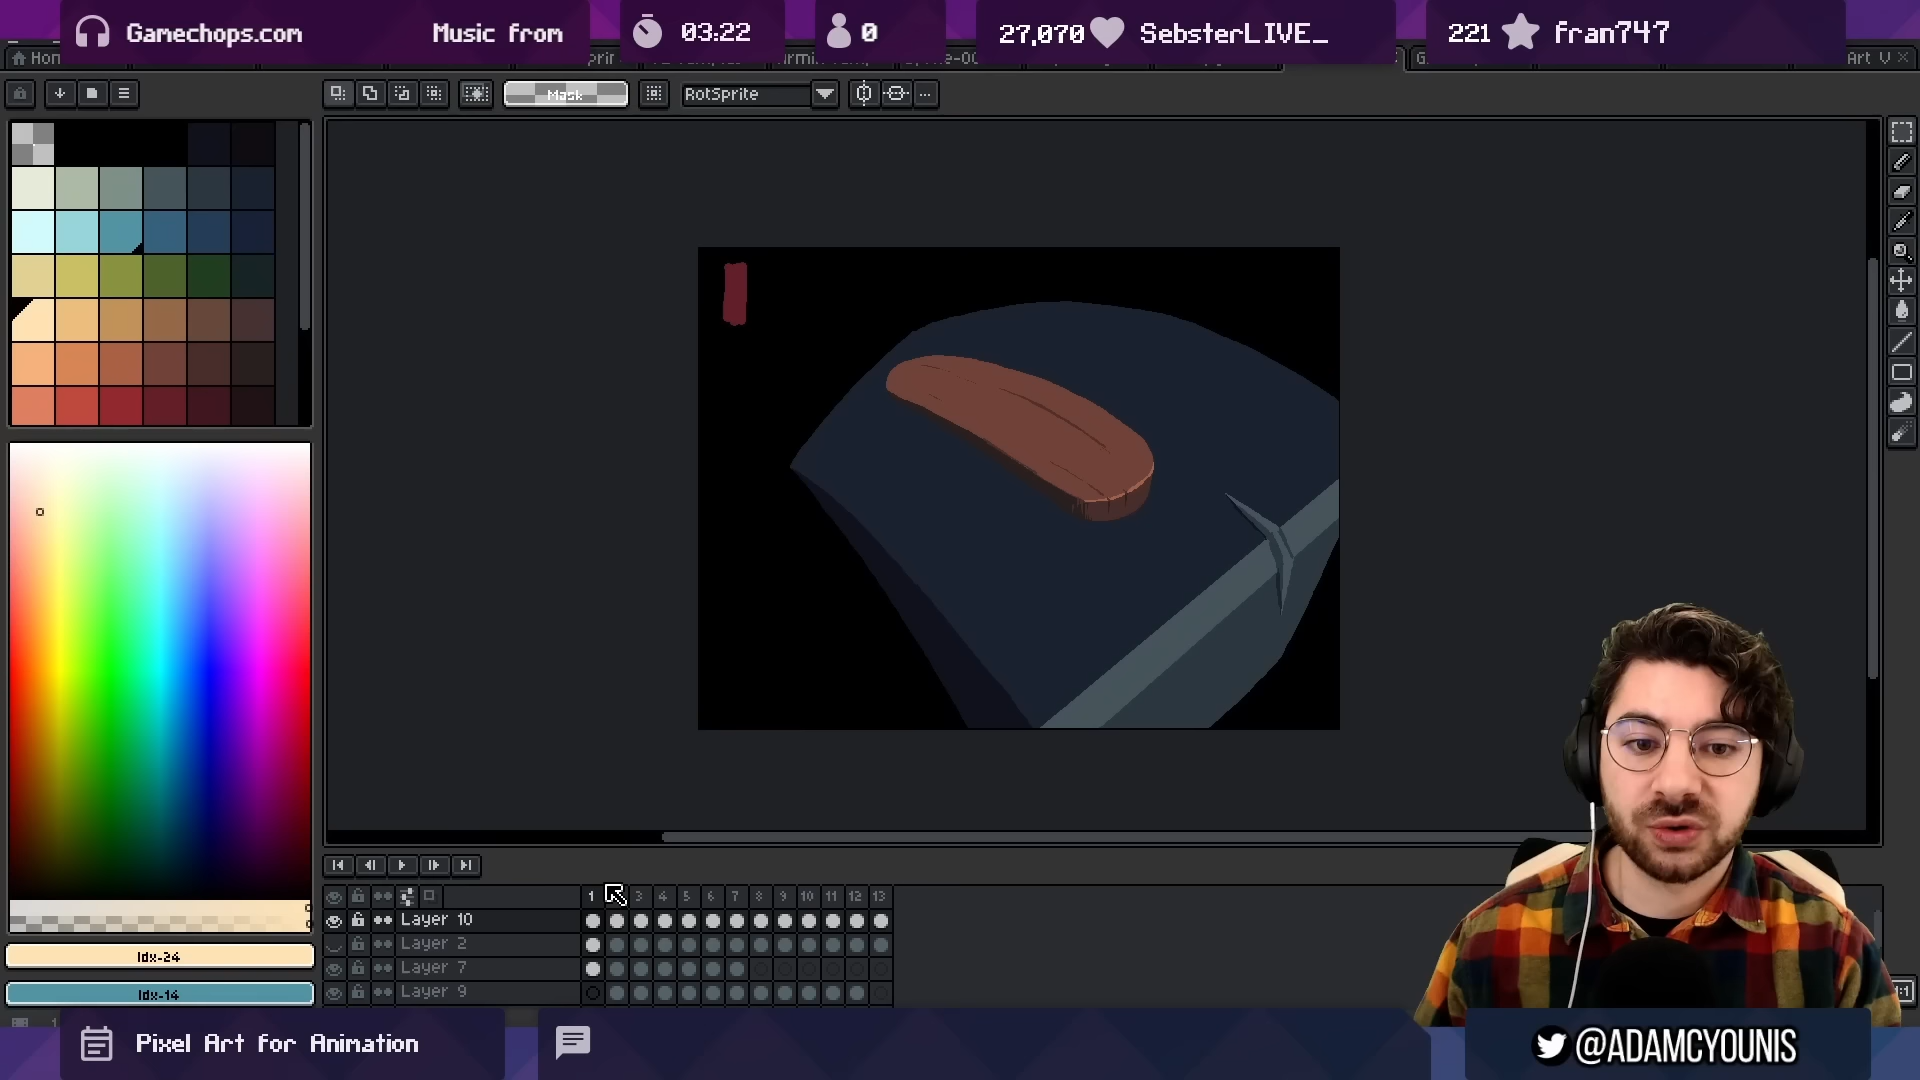 Gamechops.com
Music from
03:22
0
27,070 SebsterLIVE_
221 fran747
Hon
Art V
Mask
RotSprite
1 3 4 5 6 7 8 9 10 11 12 13
Layer 10
Layer 2
Layer 7
Layer 9
Idx-24
Idx-14
Pixel Art for Animation
@ADAMCYOUNIS